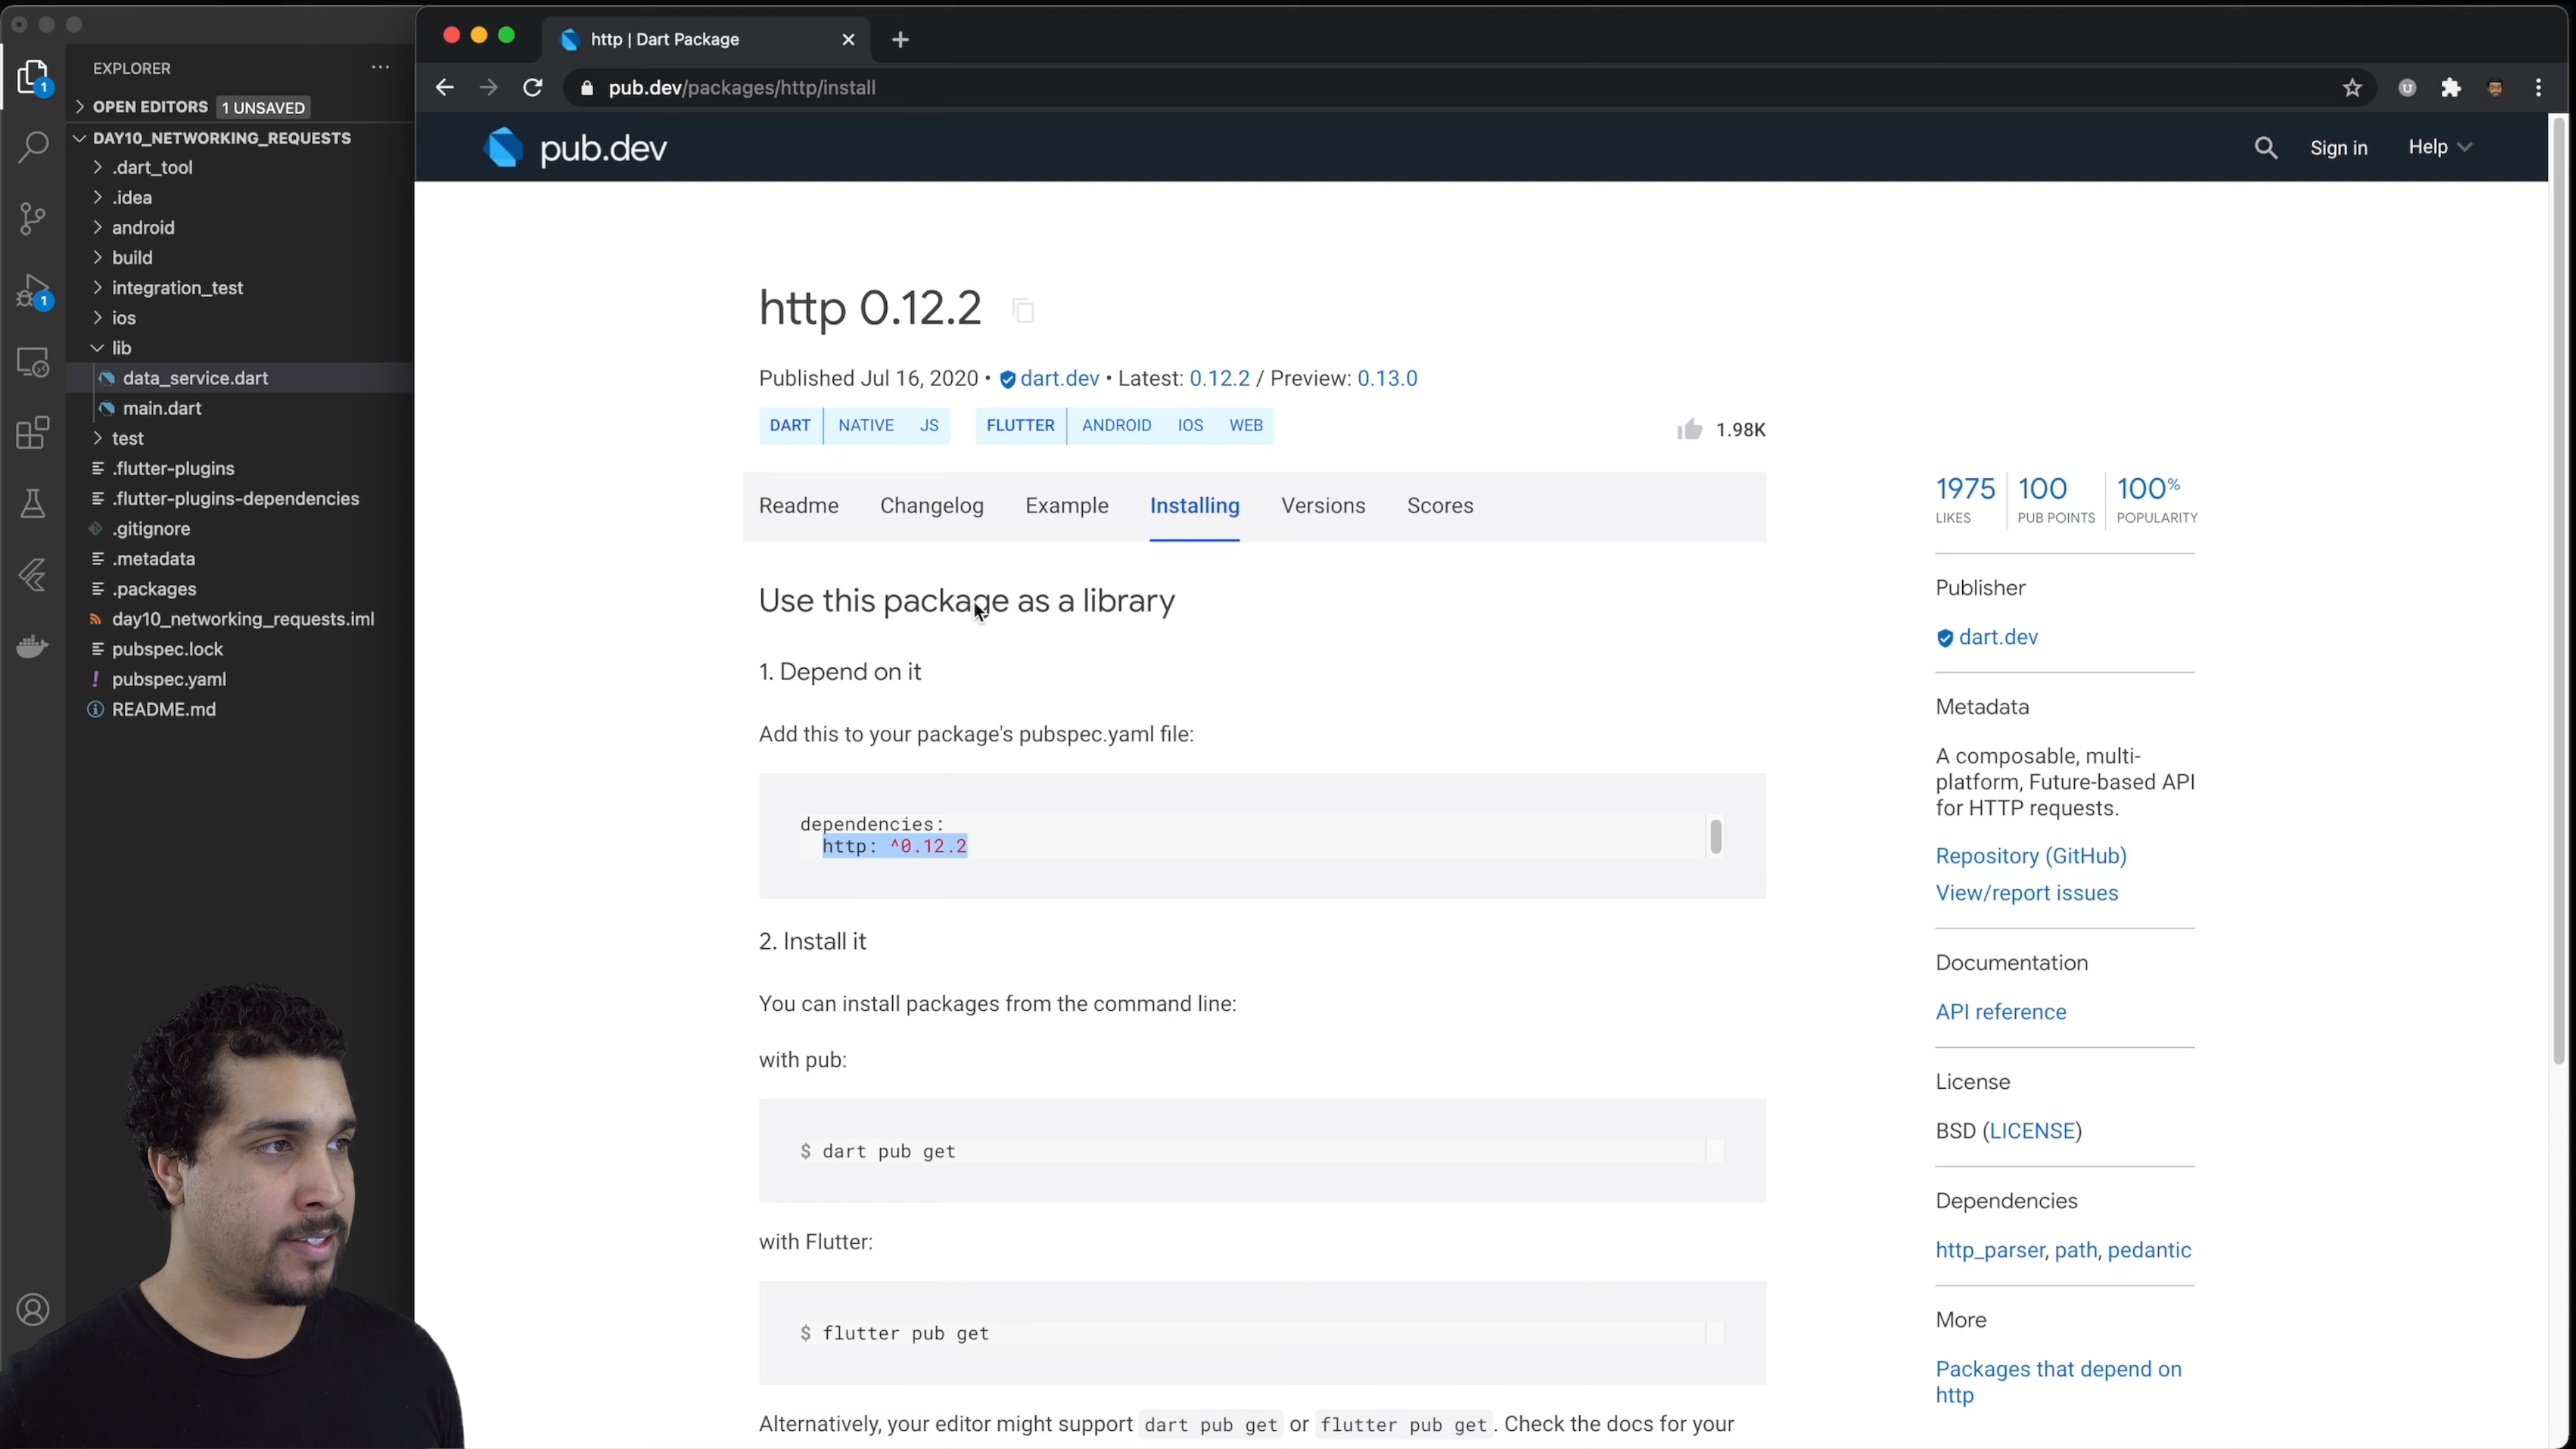 EXPLORER
OPEN EDITORS 1 UNSAVED
DAY10_NETWORKING_REQUESTS
.dart_tool
.idea
android
build
integration_test
ios
lib
data_service.dart
main.dart
test
.flutter-plugins
.flutter-plugins-dependencies
.gitignore
.metadata
.packages
day10_networking_requests.iml
pubspec.lock
pubspec.yaml
README.md
1
1
http | Dart Package
pub.dev/packages/http/install
pub.dev
Sign in
Help
http 0.12.2
Published Jul 16, 2020 • dart.dev • Latest: 0.12.2 / Preview: 0.13.0
DART NATIVE JS FLUTTER ANDROID IOS WEB
1.98K
Readme Changelog Example Installing Versions Scores
Use this package as a library
1. Depend on it
Add this to your package's pubspec.yaml file:
dependencies:
http: ^0.12.2
2. Install it
You can install packages from the command line:
with pub:
$ dart pub get
with Flutter:
$ flutter pub get
Alternatively, your editor might support dart pub get or flutter pub get. Check the docs for your
1975 100 100%
LIKES PUB POINTS POPULARITY
Publisher
dart.dev
Metadata
A composable, multi-
platform, Future-based API
for HTTP requests.
Repository (GitHub)
View/report issues
Documentation
API reference
License
BSD (LICENSE)
Dependencies
http_parser, path, pedantic
More
Packages that depend on
http